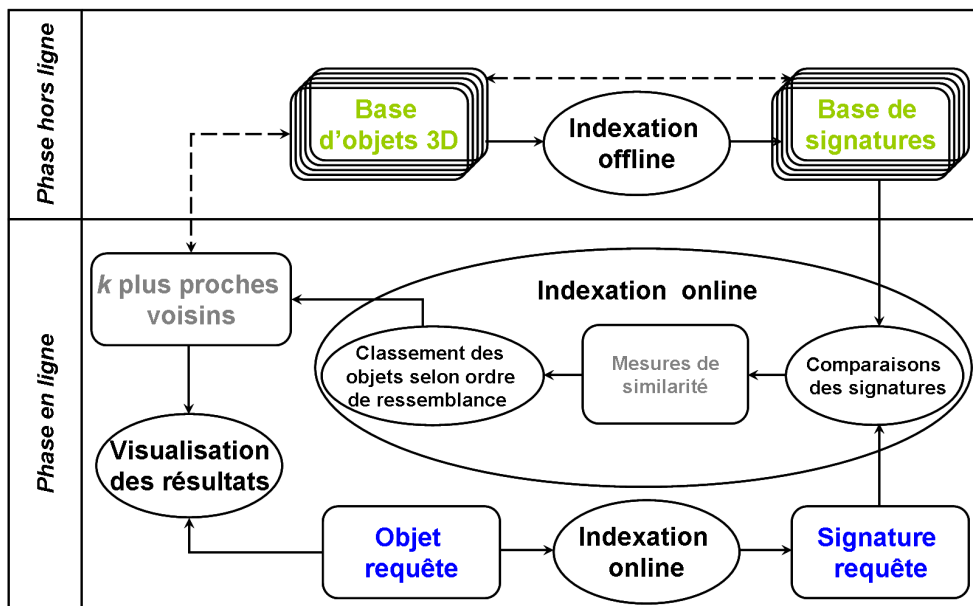 Phase hors ligne
Base
d'objets 3D
Indexation
offline
Base de
signatures
Phase en ligne
k plus proches
voisins
Indexation online
Classement des
objets selon ordre
de ressemblance
Mesures de
similarité
Comparaisons
des signatures
Visualisation
des résultats
Objet
requête
Indexation
online
Signature
requête